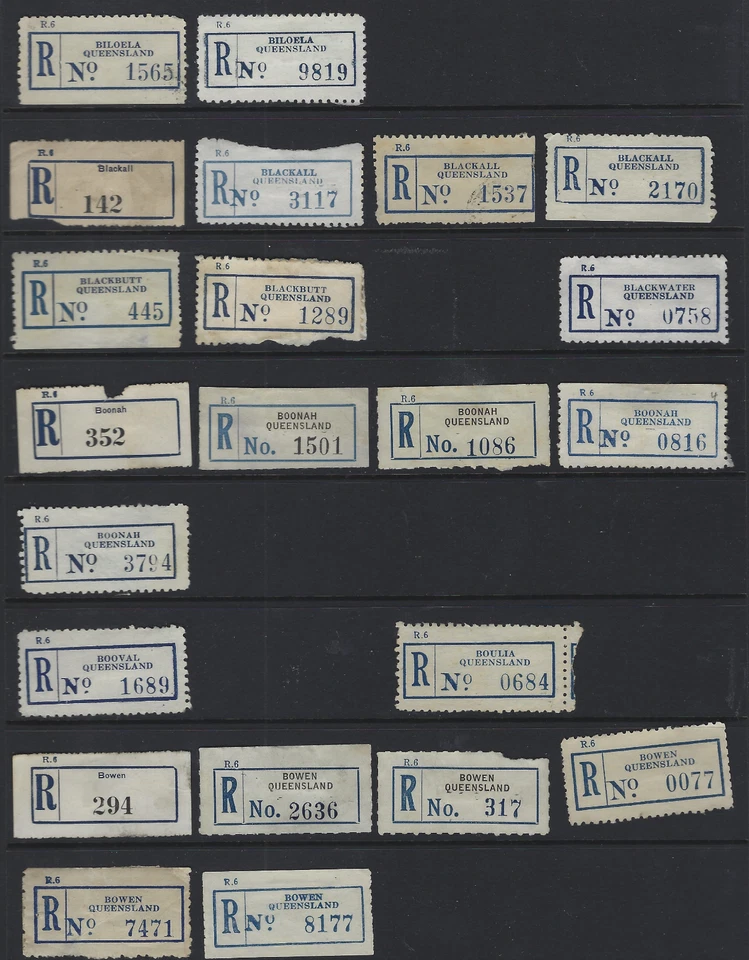 R.6
R
BILOELA
QUEENSLAND
Nº 1565
R.6
R
BILOELA
QUEENSLAND
Nº 9819
R.6
R
Blackall
142
R.6
R
BLACKALL
QUEENSLAND
Nº 3117
R.6
R
BLACKALL
QUEENSLAND
Nº 1537
R.6
R
BLACKALL
QUEENSLAND
Nº 2170
R.6
R
BLACKBUTT
QUEENSLAND
Nº 445
R.6
R
BLACKBUTT
QUEENSLAND
Nº 1289
R.6
R
BLACKWATER
QUEENSLAND
Nº 0758
R.6
R
Boonah
352
R.6
R
BOONAH
QUEENSLAND
No. 1501
R.6
R
BOONAH
QUEENSLAND
No. 1086
R.6
R
BOONAH
QUEENSLAND
Nº 0816
R.6
R
BOONAH
QUEENSLAND
Nº 3794
R.6
R
BOOVAL
QUEENSLAND
Nº 1689
R.6
R
BOULIA
QUEENSLAND
Nº 0684
R.6
R
Bowen
294
R.6
R
BOWEN
QUEENSLAND
No. 2636
R.6
R
BOWEN
QUEENSLAND
No. 317
R.6
R
BOWEN
QUEENSLAND
Nº 0077
R.6
R
BOWEN
QUEENSLAND
Nº 7471
R.6
R
BOWEN
QUEENSLAND
Nº 8177